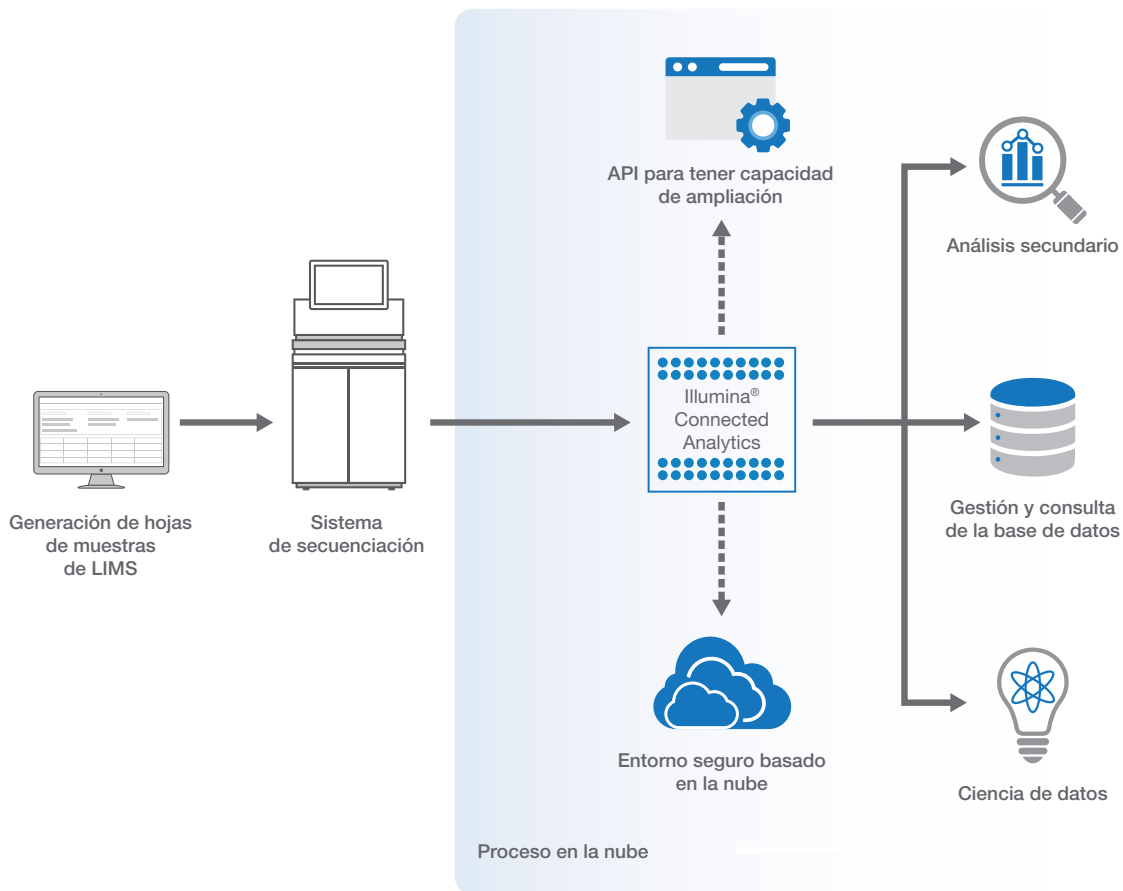 API para tener capacidad
de ampliación
Análisis secundario
Illumina®
Connected
Analytics
Generación de hojas
de muestras
de LIMS
Sistema
de secuenciación
Gestión y consulta
de la base de datos
Entorno seguro basado
en la nube
Ciencia de datos
Proceso en la nube